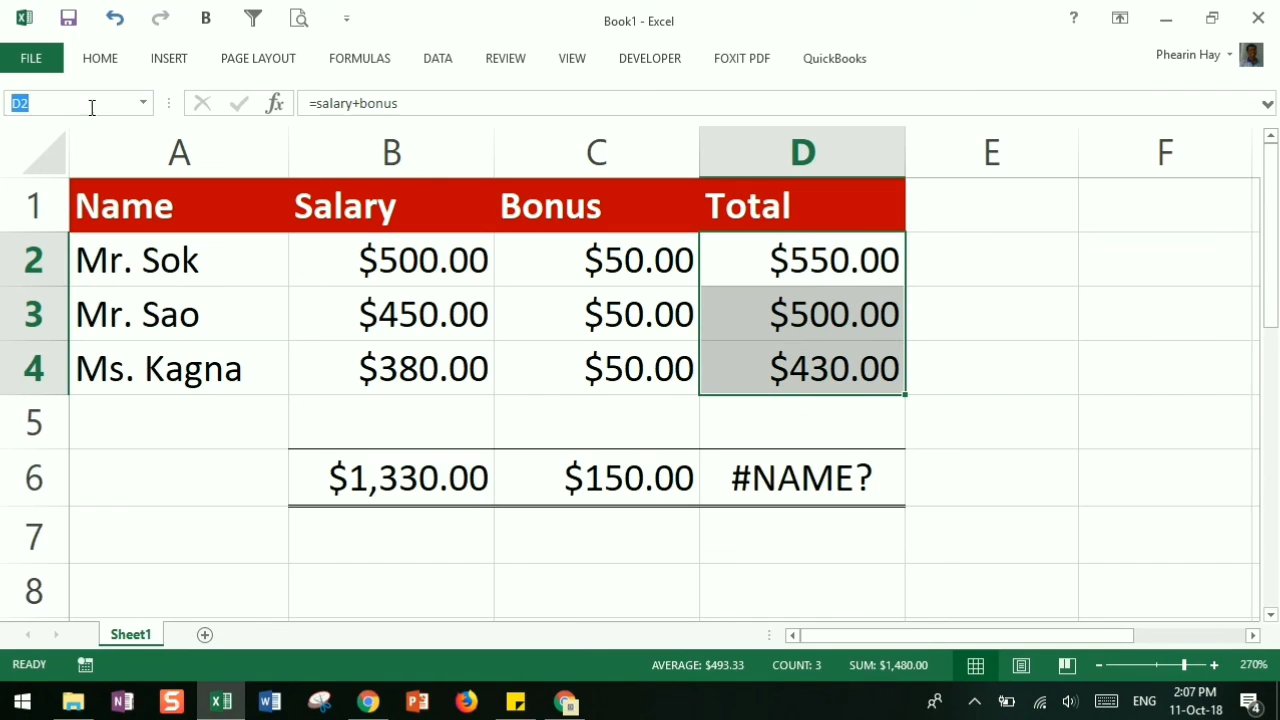 B
Book1 - Excel
?
FILE HOME INSERT PAGE LAYOUT FORMULAS DATA REVIEW VIEW DEVELOPER FOXIT PDF QuickBooks Phearin Hay
D2 fx =salary+bonus
A B C D E F
1 Name Salary Bonus Total
2 Mr. Sok $500.00 $50.00 $550.00
3 Mr. Sao $450.00 $50.00 $500.00
4 Ms. Kagna $380.00 $50.00 $430.00
5
6 $1,330.00 $150.00 #NAME?
7
8
Sheet1
READY AVERAGE: $493.33 COUNT: 3 SUM: $1,480.00 270%
ENG 2:07 PM
11-Oct-18 4